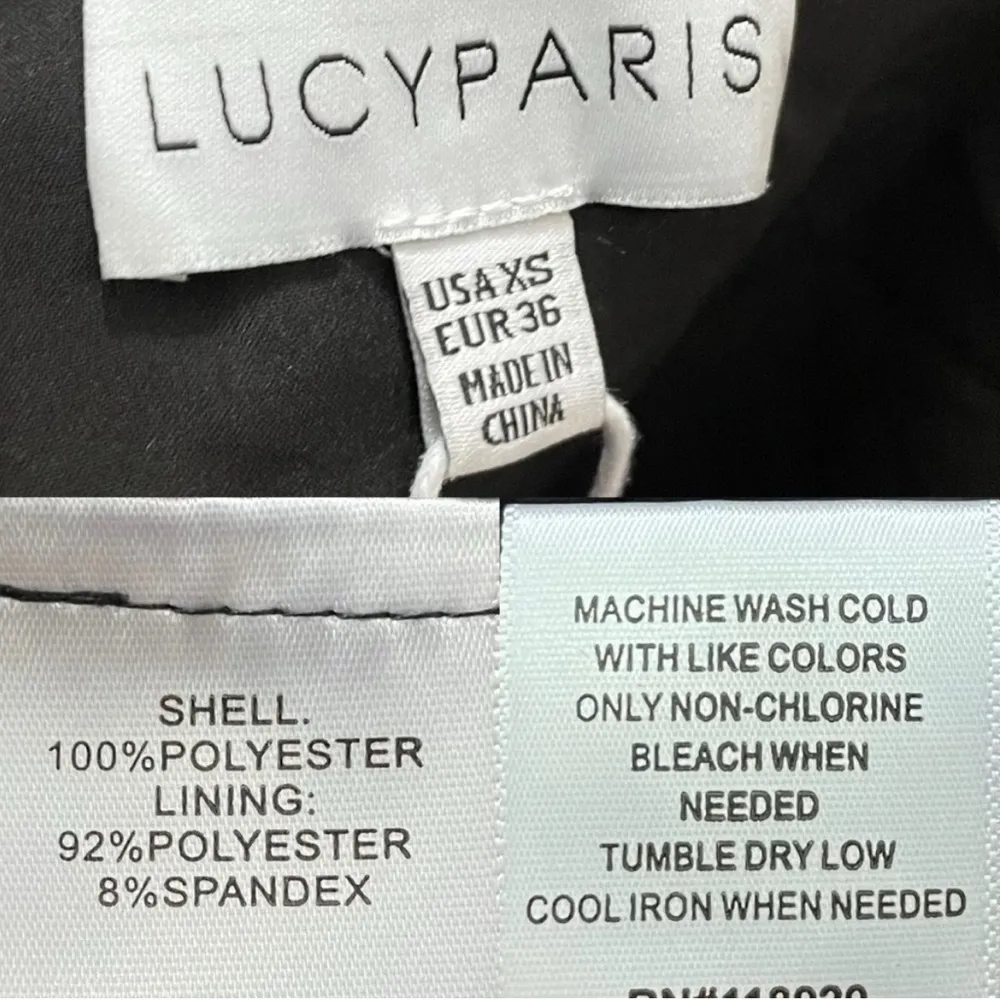 LUCYPARIS
USA XS
EUR 36
MADE IN
CHINA
SHELL.
100%POLYESTER
LINING:
92%POLYESTER
8%SPANDEX
MACHINE WASH COLD
WITH LIKE COLORS
ONLY NON-CHLORINE
BLEACH WHEN
NEEDED
TUMBLE DRY LOW
COOL IRON WHEN NEEDED